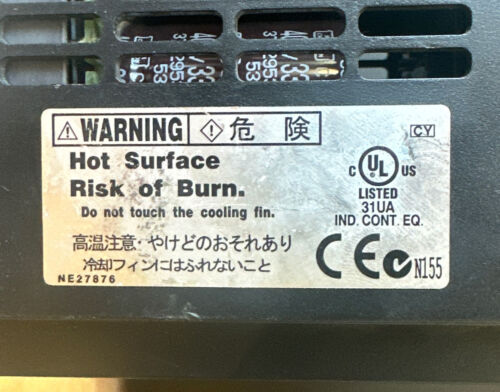 WARNING 危険
Hot Surface
Risk of Burn.
Do not touch the cooling fin.
高温注意・やけどのおそれあり
冷却フィンにはふれないこと
NE27876
CY
C UL US
LISTED
31UA
IND. CONT. EQ.
CE N155